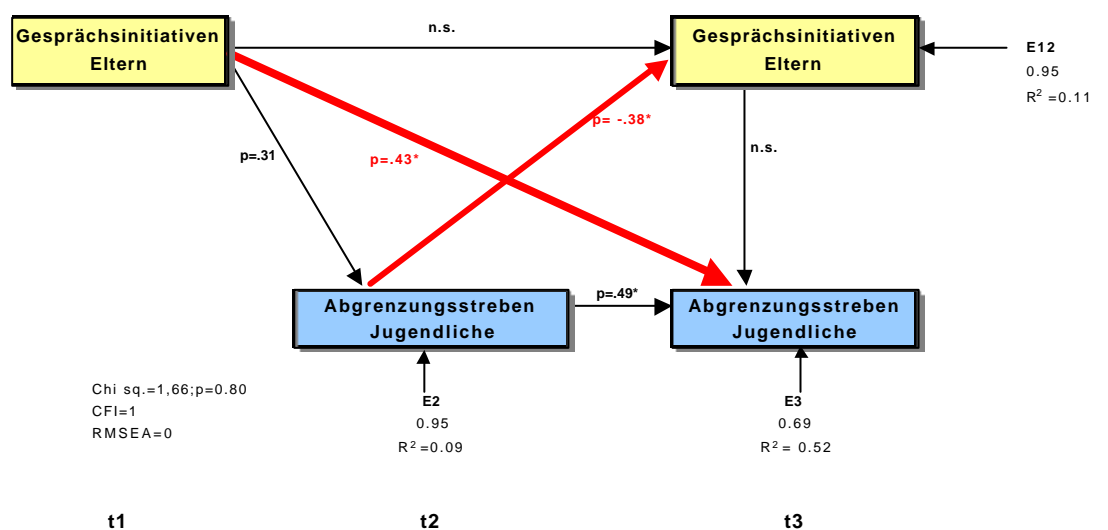 n.s.
Gesprächsinitiativen
Eltern
Gesprächsinitiativen
Eltern
E12
0.95
R² =0.11
p= -.38*
p=.31
p=.43*
n.s.
p=.49*
Abgrenzungsstreben
Jugendliche
Abgrenzungsstreben
Jugendliche
Chi sq.=1,66;p=0.80
CFI=1
RMSEA=0
E2
0.95
R² =0.09
E3
0.69
R² = 0.52
t1
t2
t3